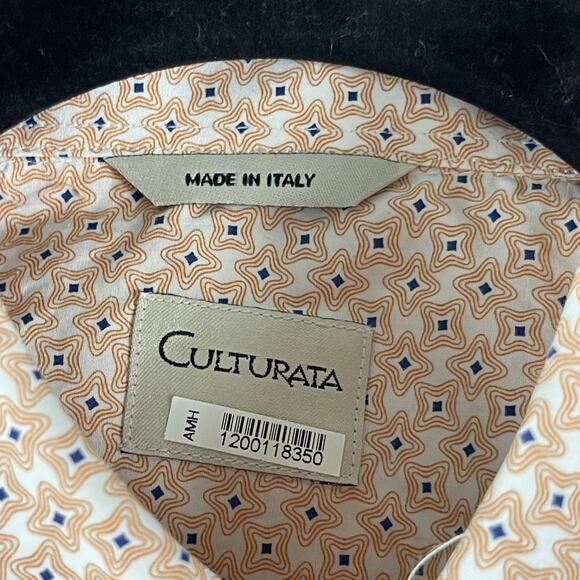 MADE IN ITALY
CULTURATA
AMH
1200118350